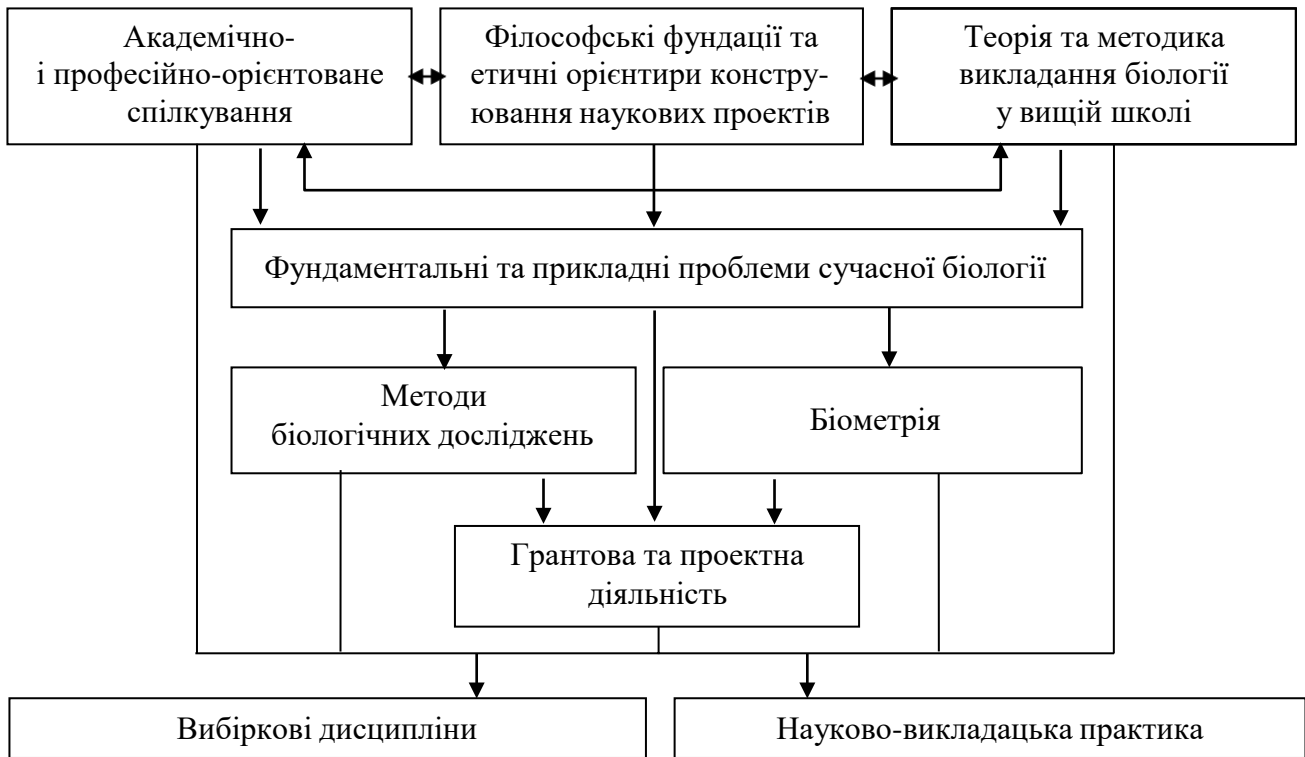 Академічно-
і професійно-орієнтоване
спілкування
Філософські фундації та
етичні орієнтири констру-
ювання наукових проектів
Теорія та методика
викладання біології
у вищій школі
Фундаментальні та прикладні проблеми сучасної біології
Методи
біологічних досліджень
Біометрія
Грантова та проектна
діяльність
Вибіркові дисципліни
Науково-викладацька практика